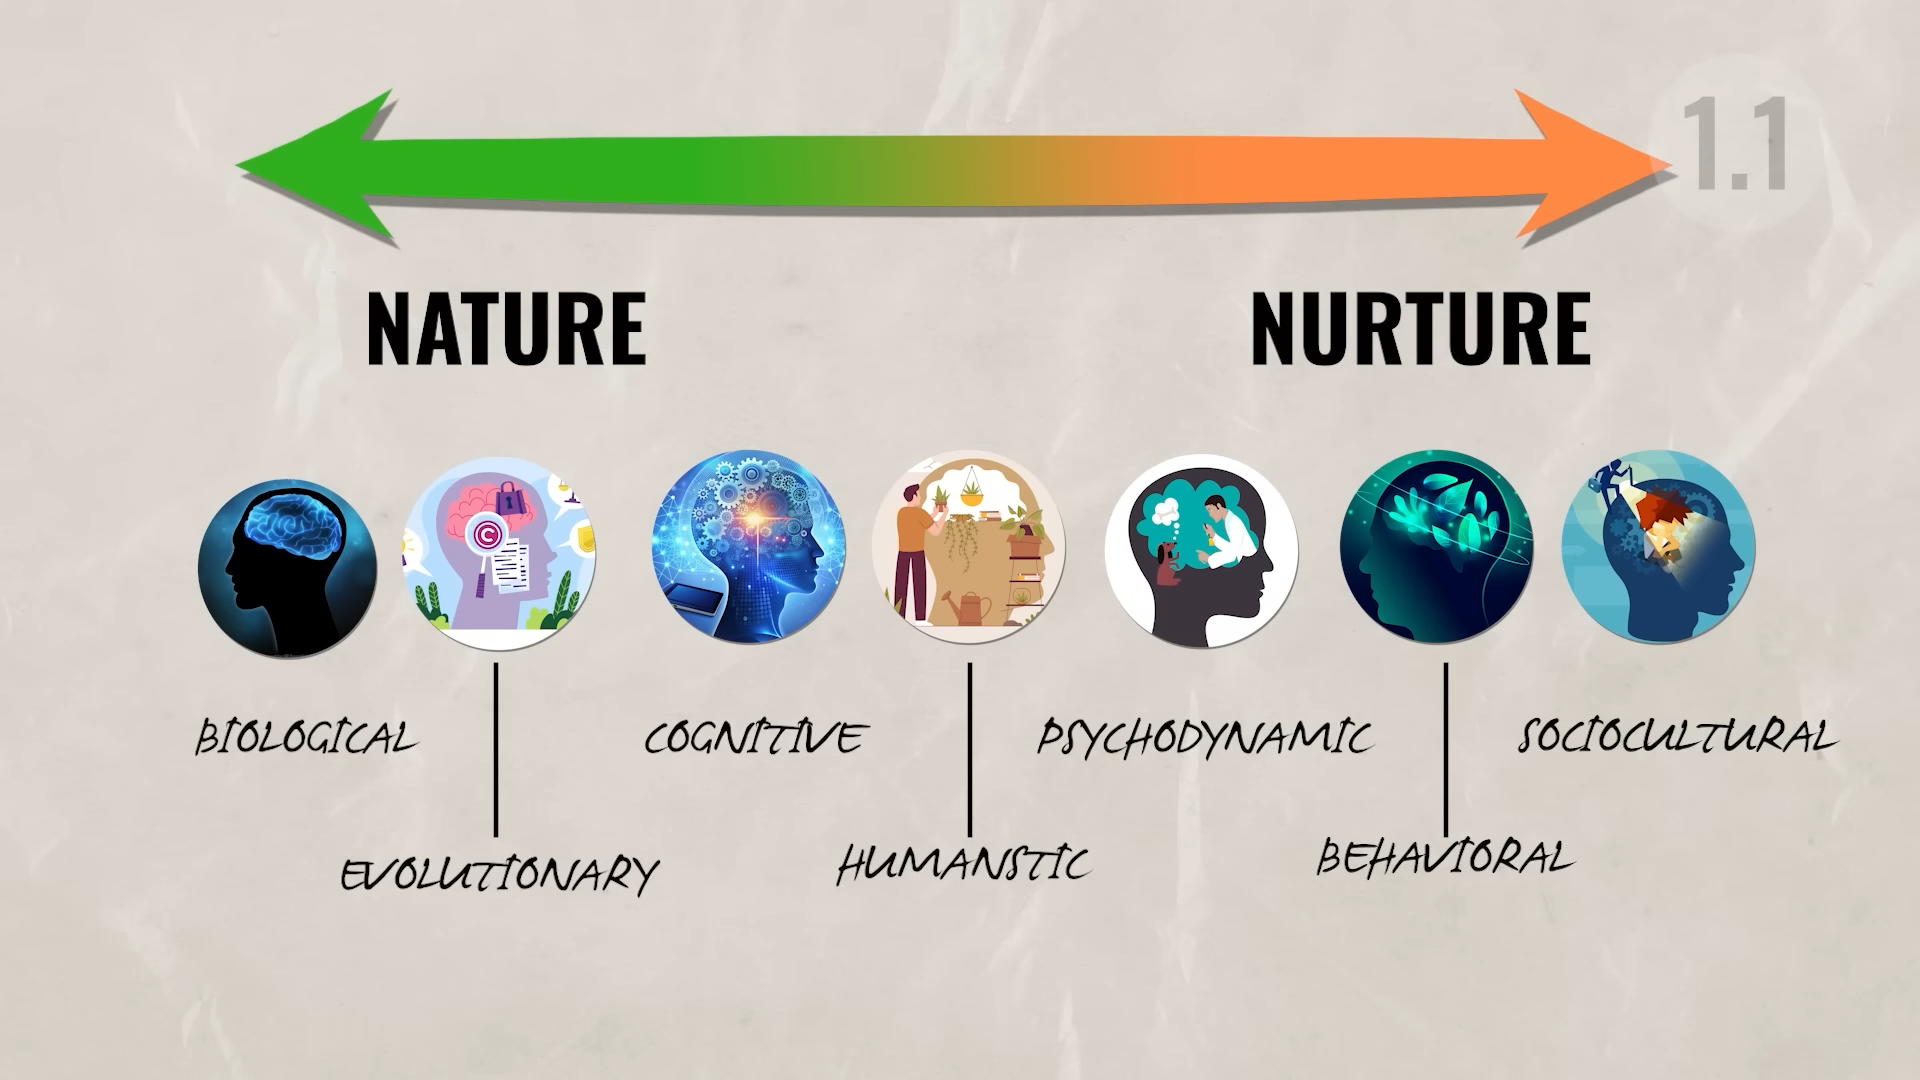 1.1
NATURE
NURTURE
BIOLOGICAL
COGNITIVE
PSYCHODYNAMIC
SOCIOCULTURAL
EVOLUTIONARY
HUMANSTIC
BEHAVIORAL